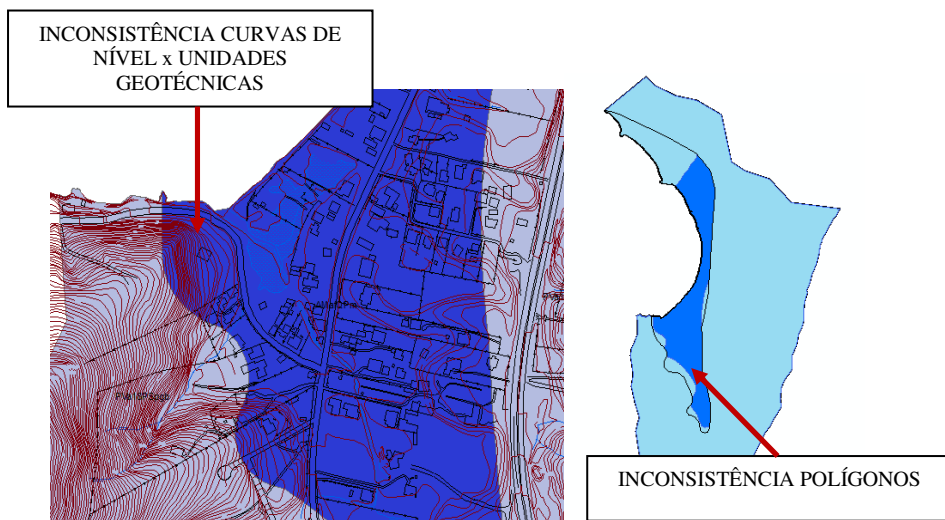 INCONSISTÊNCIA CURVAS DE
NÍVEL x UNIDADES
GEOTÉCNICAS
INCONSISTÊNCIA POLÍGONOS